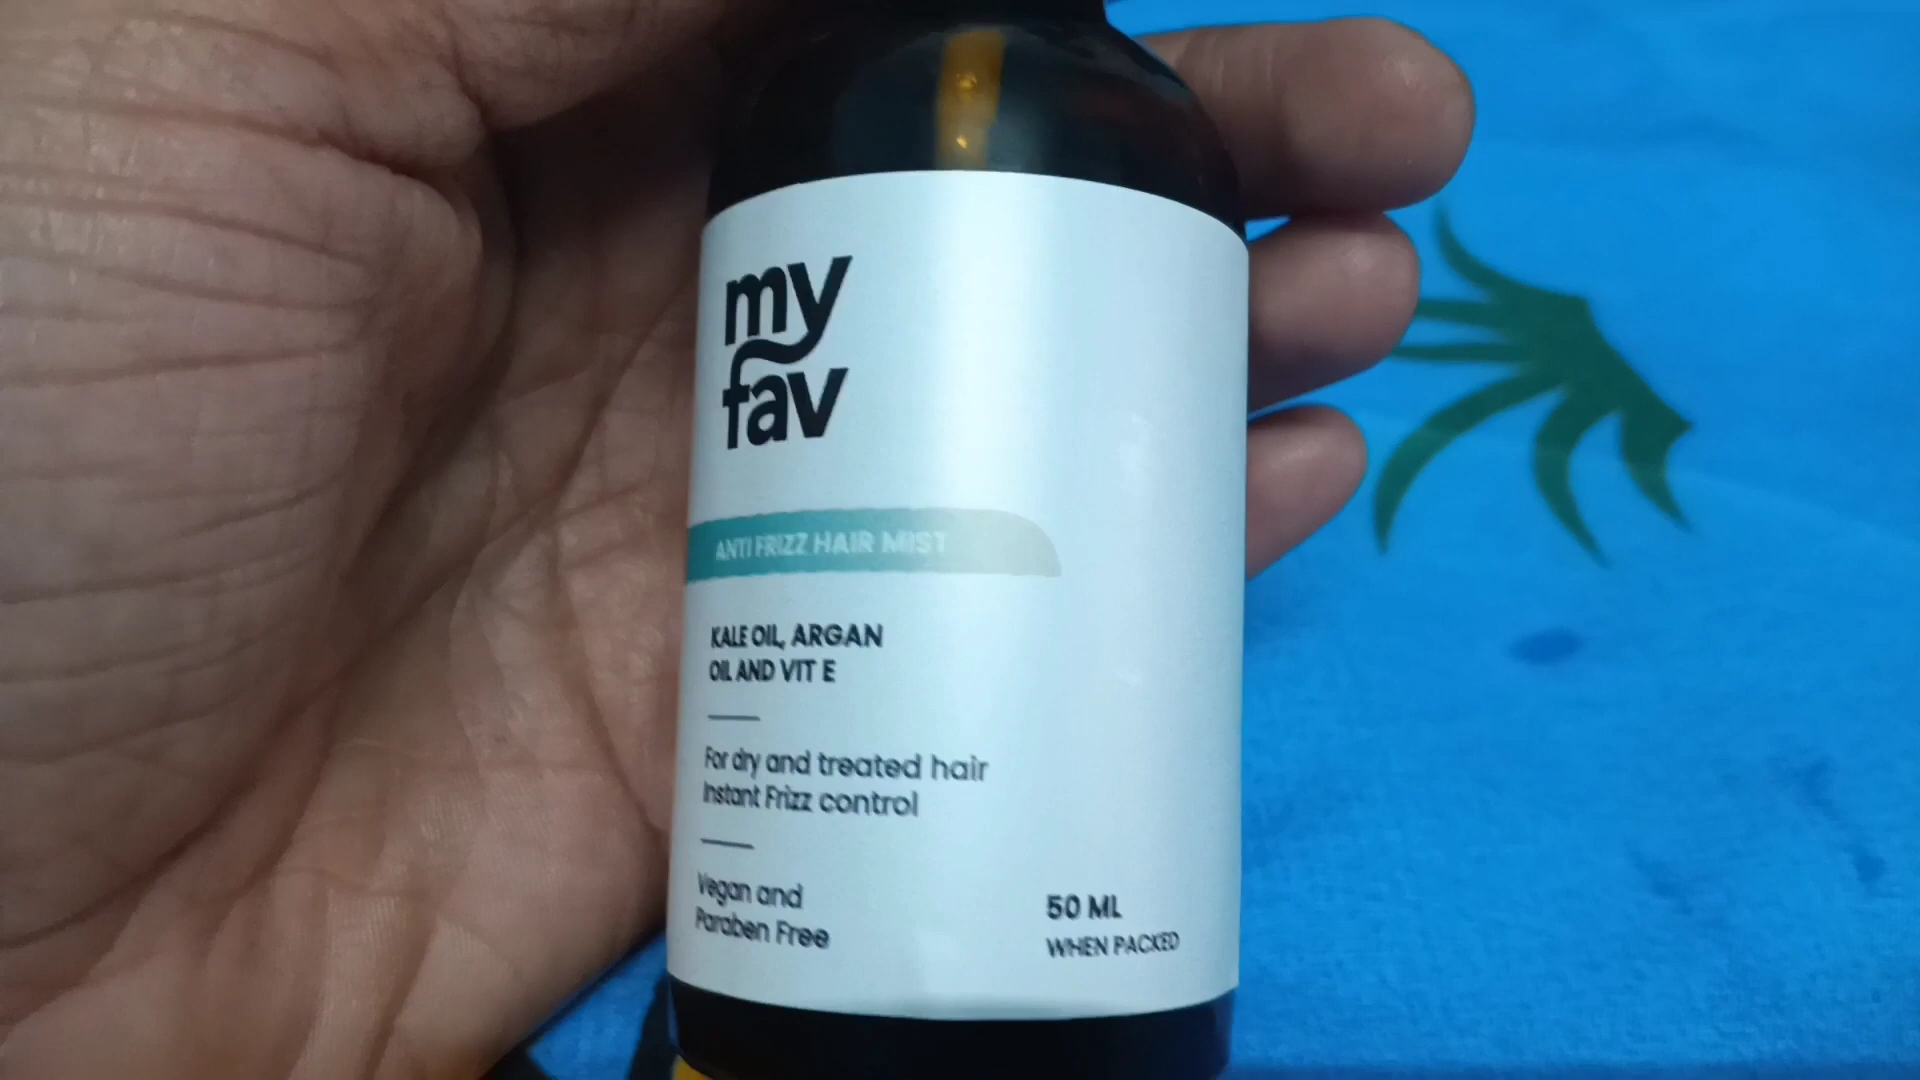 my
fav
ANTI FRIZZ HAIR MIST
KALE OIL, ARGAN
OIL AND VIT E
For dry and treated hair
Instant Frizz control
Vegan and
Paraben Free
50 ML
WHEN PACKED